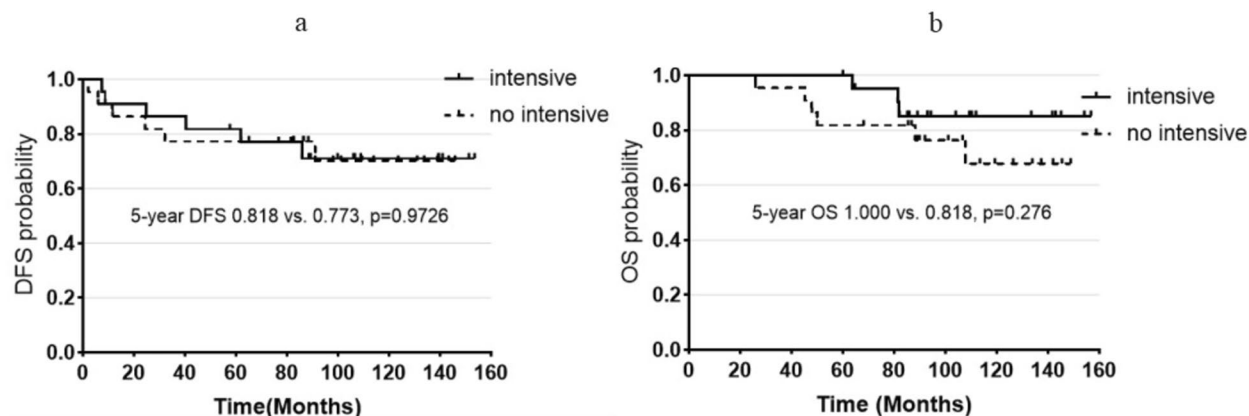 a
DFS probability
1.0
0.8
0.6
0.4
0.2
0.0
intensive
no intensive
5-year DFS 0.818 vs. 0.773, p=0.9726
0 20 40 60 80 100 120 140 160
Time(Months)
b
OS probability
1.0
0.8
0.6
0.4
0.2
0.0
intensive
no intensive
5-year OS 1.000 vs. 0.818, p=0.276
0 20 40 60 80 100 120 140 160
Time (Months)